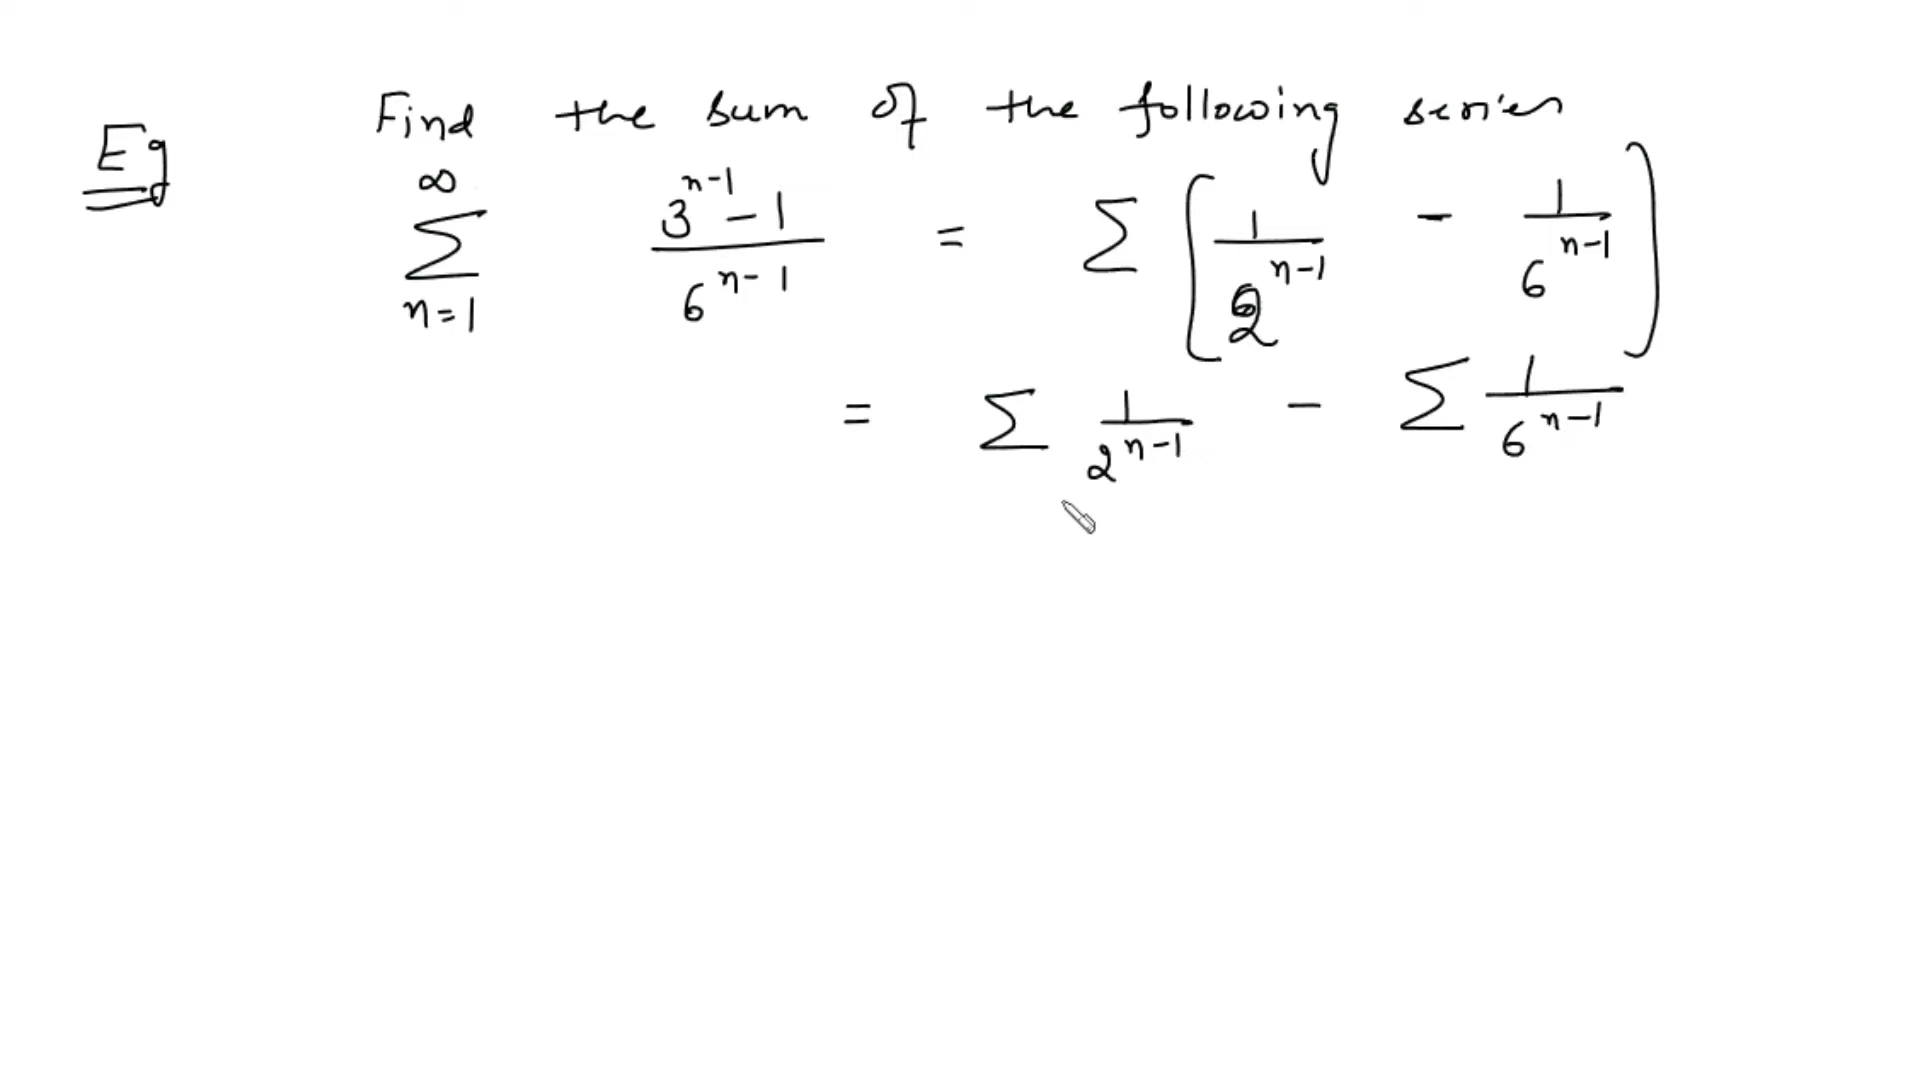 Eg Find the sum of the following series
∞
∑ (n=1) (3^(n-1) - 1) / 6^(n-1) = ∑ [ 1 / 2^(n-1) - 1 / 6^(n-1) ]
= ∑ 1 / 2^(n-1) - ∑ 1 / 6^(n-1)